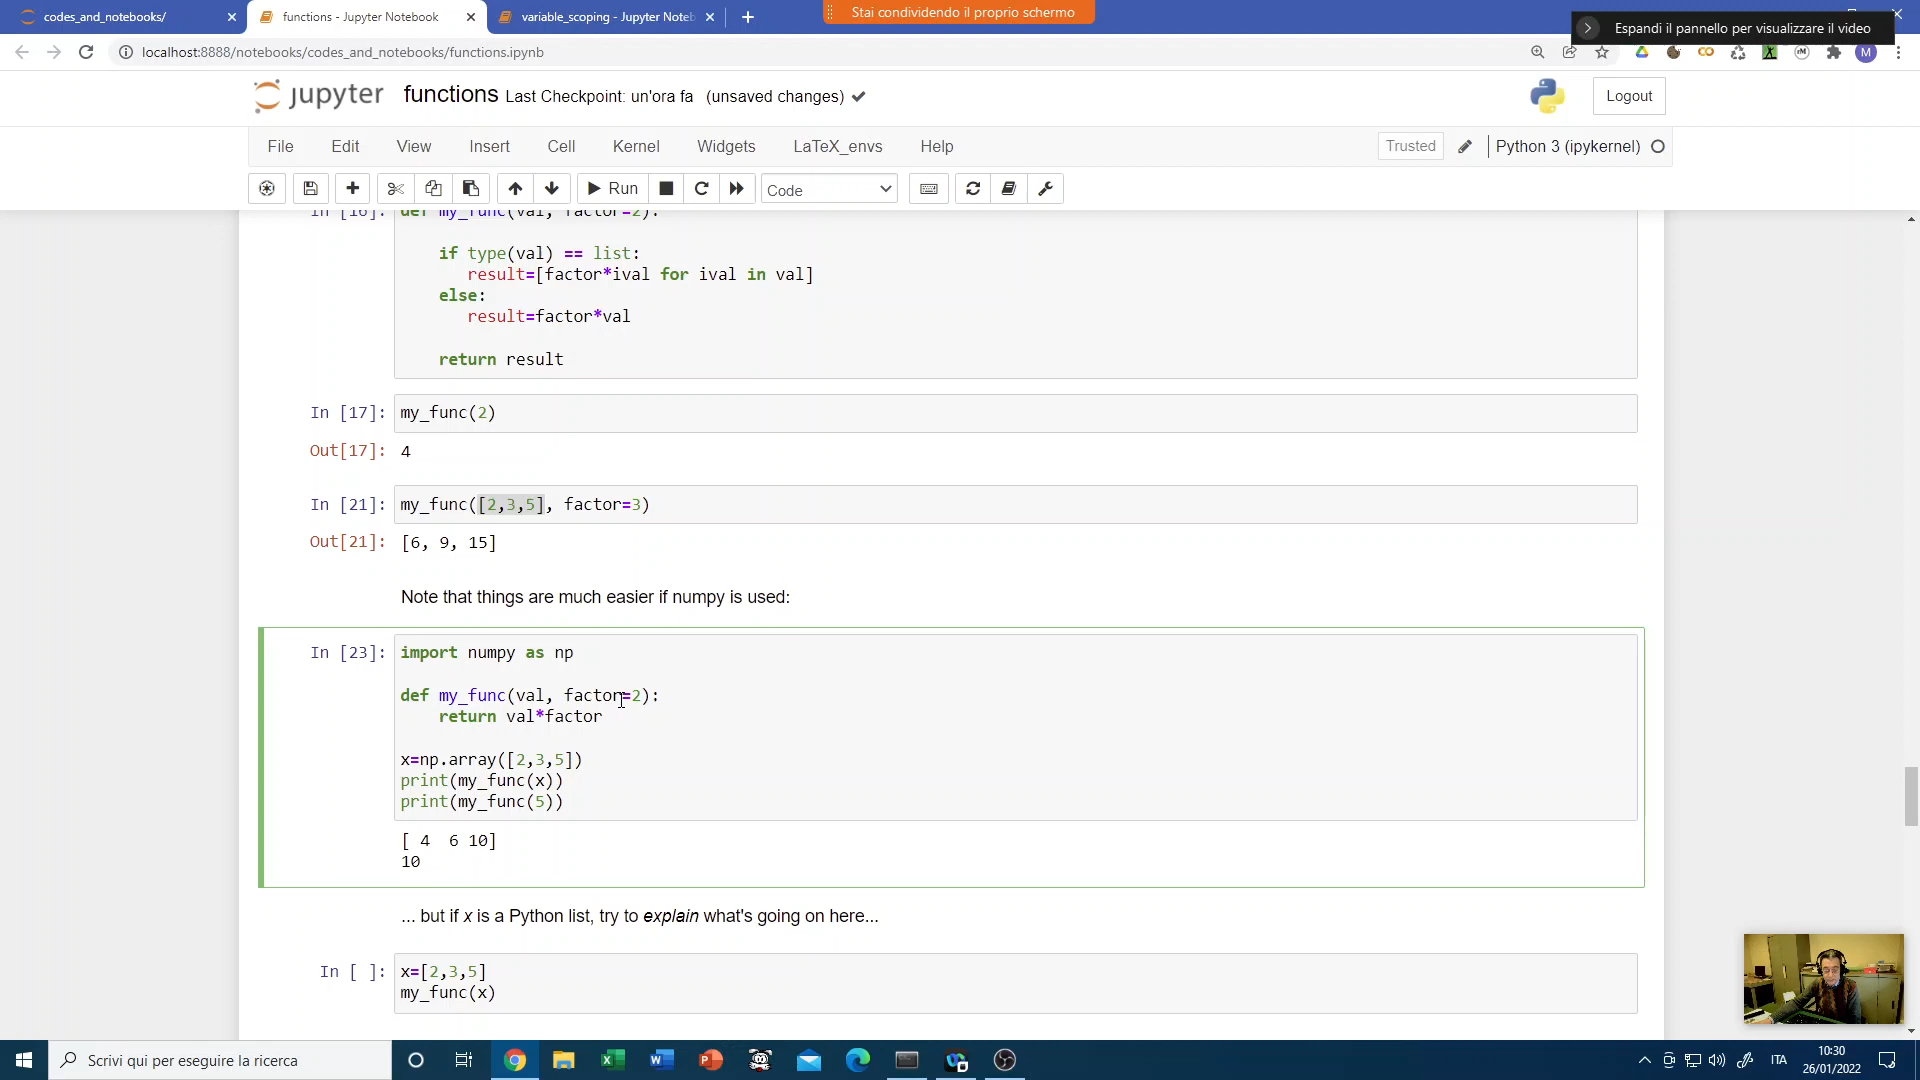 codes_and_notebooks/
functions - Jupyter Notebook
variable_scoping - Jupyter Noteb
Stai condividendo il proprio schermo
Espandi il pannello per visualizzare il video
localhost:8888/notebooks/codes_and_notebooks/functions.ipynb
M
jupyter functions Last Checkpoint: un'ora fa (unsaved changes)
Logout
File Edit View Insert Cell Kernel Widgets LaTeX_envs Help
Trusted
Python 3 (ipykernel)
Run
Code
In [16]: def my_func(val, factor=2):
if type(val) == list:
result=[factor*ival for ival in val]
else:
result=factor*val
return result
In [17]: my_func(2)
Out[17]: 4
In [21]: my_func([2,3,5], factor=3)
Out[21]: [6, 9, 15]
Note that things are much easier if numpy is used:
In [23]: import numpy as np
def my_func(val, factor=2):
return val*factor
x=np.array([2,3,5])
print(my_func(x))
print(my_func(5))
[ 4  6 10]
10
... but if x is a Python list, try to explain what's going on here...
In [ ]: x=[2,3,5]
my_func(x)
Scrivi qui per eseguire la ricerca
ITA
10:30
26/01/2022